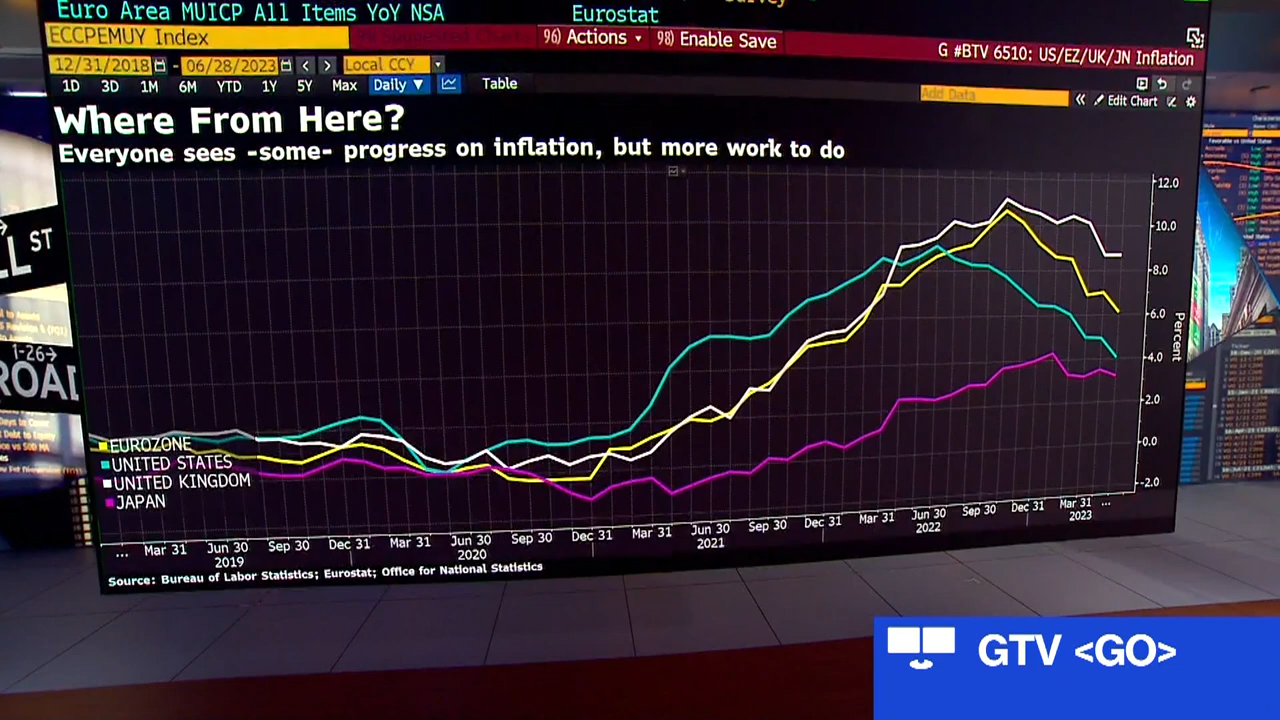 Euro Area MUICP All Items YoY NSA
Eurostat
Survey
ECCPEMUY Index
96) Actions
98) Enable Save
G #BTV 6510: US/EZ/UK/JN Inflation
12/31/2018 - 06/28/2023
Local CCY
1D 3D 1M 6M YTD 1Y 5Y Max Daily ▼ Table
Add Data
« Edit Chart
Where From Here?
Everyone sees -some- progress on inflation, but more work to do
12.0
10.0
8.0
6.0
4.0
2.0
0.0
-2.0
Percent
EUROZONE
UNITED STATES
UNITED KINGDOM
JAPAN
... Mar 31 Jun 30 Sep 30 Dec 31 Mar 31 Jun 30 Sep 30 Dec 31 Mar 31 Jun 30 Sep 30 Dec 31 Mar 31 Jun 30 Sep 30 Dec 31 Mar 31 ...
2019 2020 2021 2022 2023
Source: Bureau of Labor Statistics; Eurostat; Office for National Statistics
ST
1-26→
GTV <GO>